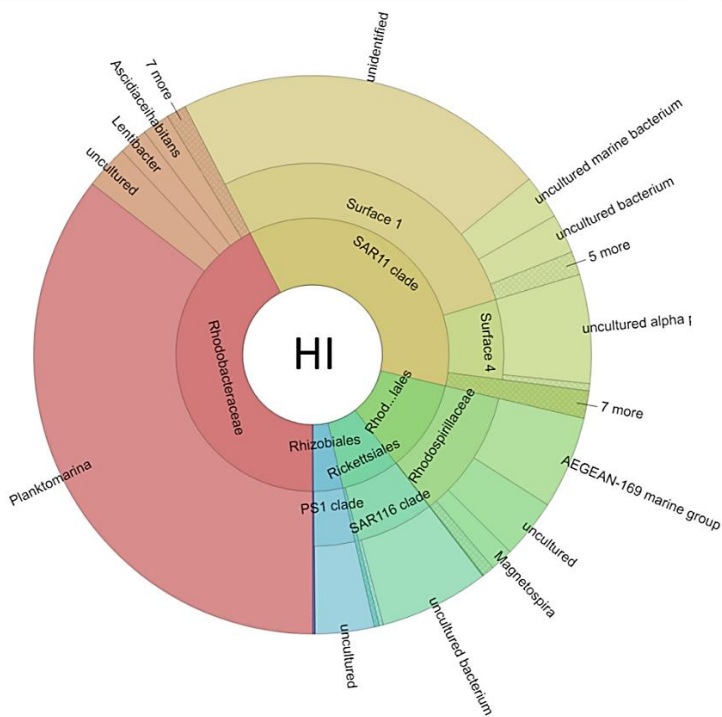 7 more
Ascidiaceihabitans
Lentibacter
uncultured
unidentified
uncultured marine bacterium
uncultured bacterium
5 more
uncultured alpha
7 more
AEGEAN-169 marine group
uncultured
Magnetospira
uncultured bacterium
uncultured
Planktomarina
Surface 1
SAR11 clade
Surface 4
HI
Rhodobacteraceae
Rhod...lales
Rhodospirillaceae
Rhizobiales
Rickettsiales
PS1 clade
SAR116 clade